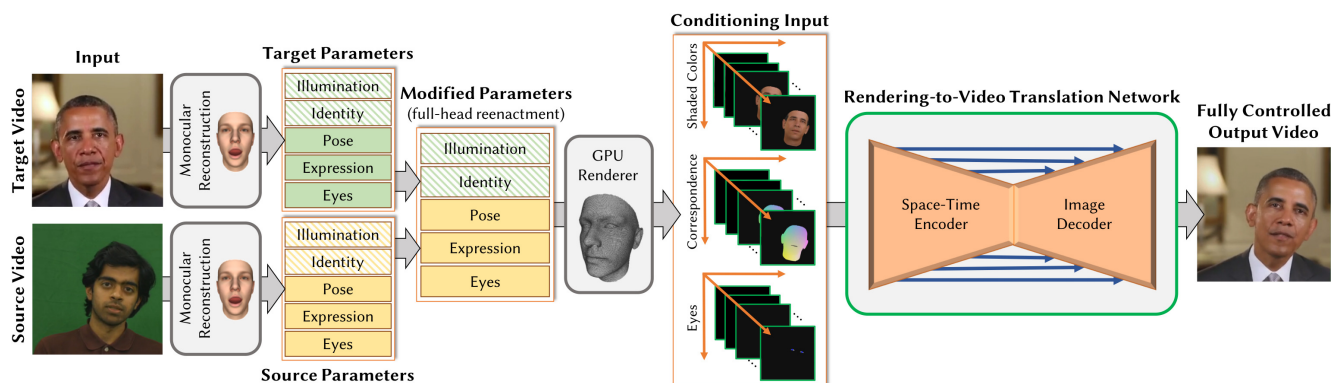 Input
Target Video
Monocular
Reconstruction
Target Parameters
Illumination
Identity
Pose
Expression
Eyes
Source Video
Monocular
Reconstruction
Illumination
Identity
Pose
Expression
Eyes
Source Parameters
Modified Parameters
(full-head reenactment)
Illumination
Identity
Pose
Expression
Eyes
GPU
Renderer
Conditioning Input
Shaded Colors
Correspondence
Eyes
Rendering-to-Video Translation Network
Space-Time
Encoder
Image
Decoder
Fully Controlled
Output Video